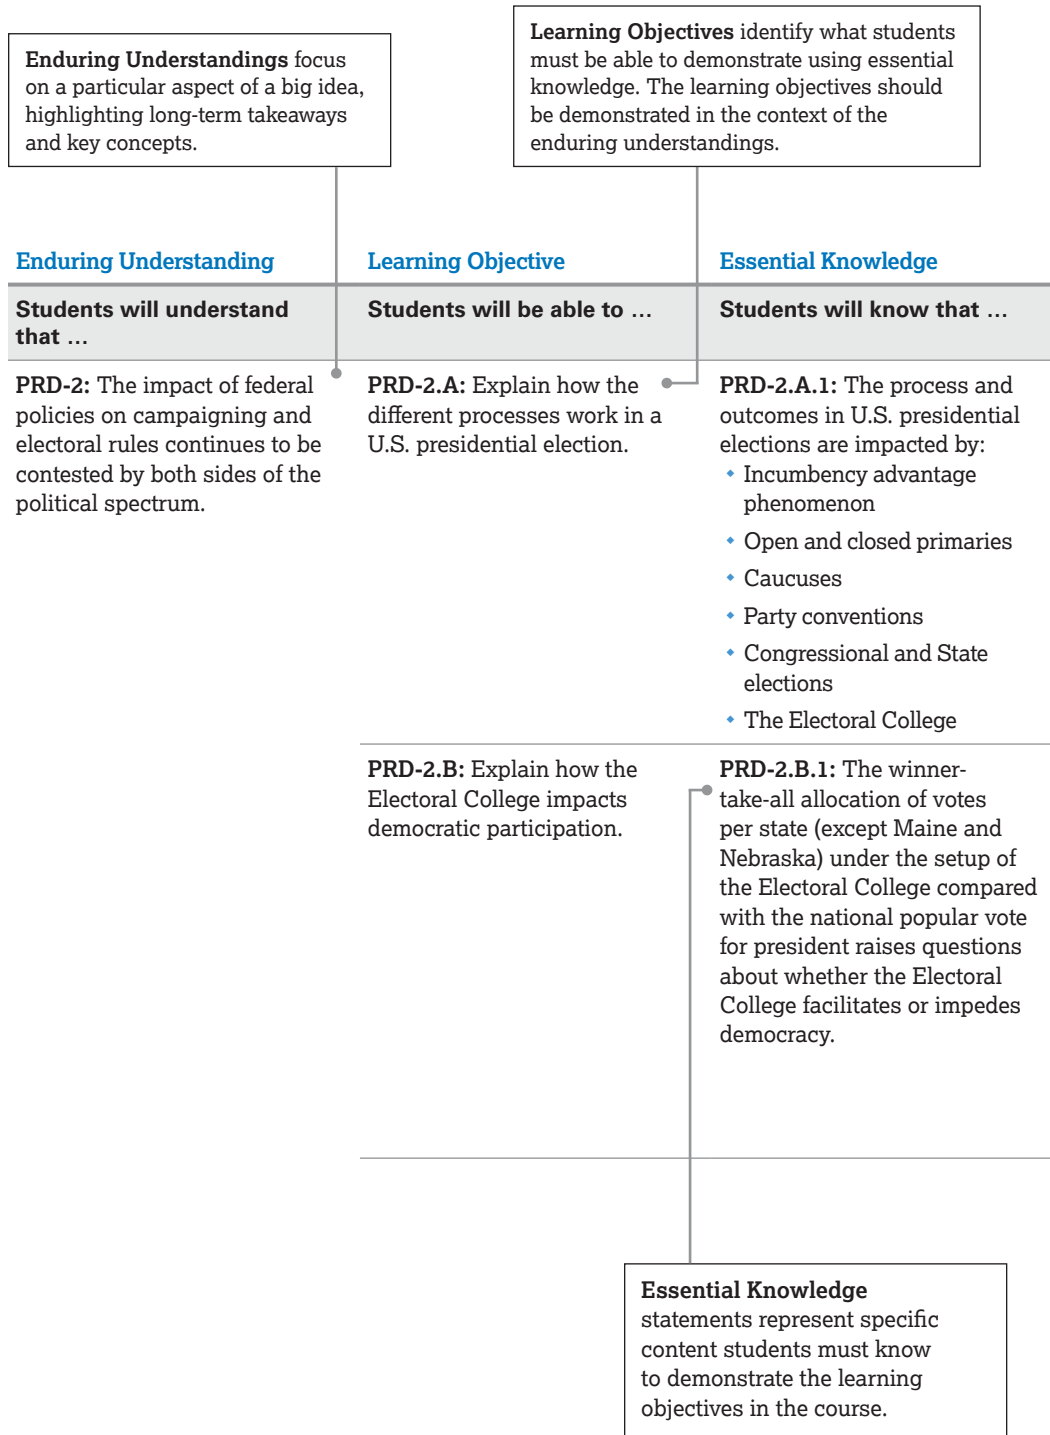 Enduring Understandings focus
on a particular aspect of a big idea,
highlighting long-term takeaways
and key concepts.
Learning Objectives identify what students
must be able to demonstrate using essential
knowledge. The learning objectives should
be demonstrated in the context of the
enduring understandings.
Enduring Understanding
Learning Objective
Essential Knowledge
Students will understand
that …
Students will be able to …
Students will know that …
PRD-2: The impact of federal
policies on campaigning and
electoral rules continues to be
contested by both sides of the
political spectrum.
PRD-2.A: Explain how the
different processes work in a
U.S. presidential election.
PRD-2.A.1: The process and
outcomes in U.S. presidential
elections are impacted by:
• Incumbency advantage
phenomenon
• Open and closed primaries
• Caucuses
• Party conventions
• Congressional and State
elections
• The Electoral College
PRD-2.B: Explain how the
Electoral College impacts
democratic participation.
PRD-2.B.1: The winner-
take-all allocation of votes
per state (except Maine and
Nebraska) under the setup of
the Electoral College compared
with the national popular vote
for president raises questions
about whether the Electoral
College facilitates or impedes
democracy.
Essential Knowledge
statements represent specific
content students must know
to demonstrate the learning
objectives in the course.